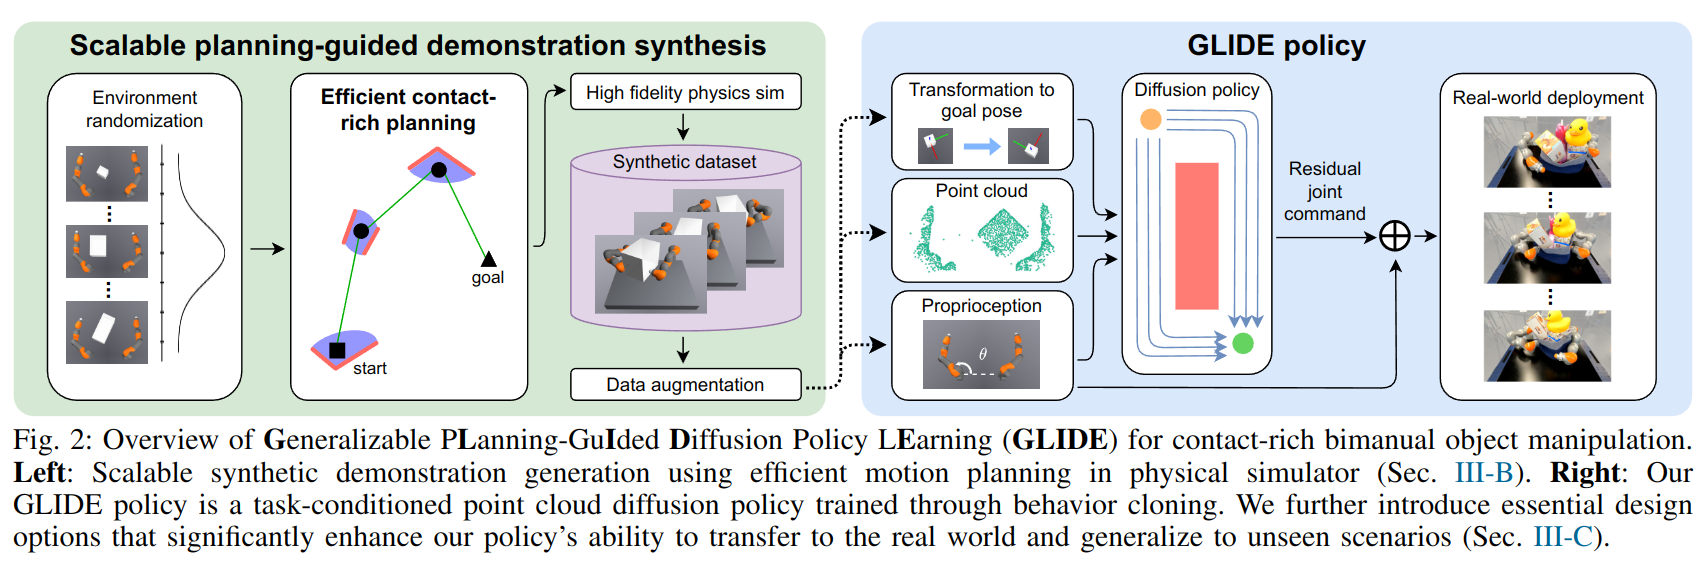 Scalable planning-guided demonstration synthesis
Environment
randomization
Efficient contact-
rich planning
start
goal
High fidelity physics sim
Synthetic dataset
Data augmentation
GLIDE policy
Transformation to
goal pose
Point cloud
Proprioception
θ
Diffusion policy
Residual
joint
command
Real-world deployment
Fig. 2: Overview of Generalizable PLanning-GuIded Diffusion Policy LEarning (GLIDE) for contact-rich bimanual object manipulation.
Left: Scalable synthetic demonstration generation using efficient motion planning in physical simulator (Sec. III-B). Right: Our
GLIDE policy is a task-conditioned point cloud diffusion policy trained through behavior cloning. We further introduce essential design
options that significantly enhance our policy's ability to transfer to the real world and generalize to unseen scenarios (Sec. III-C).